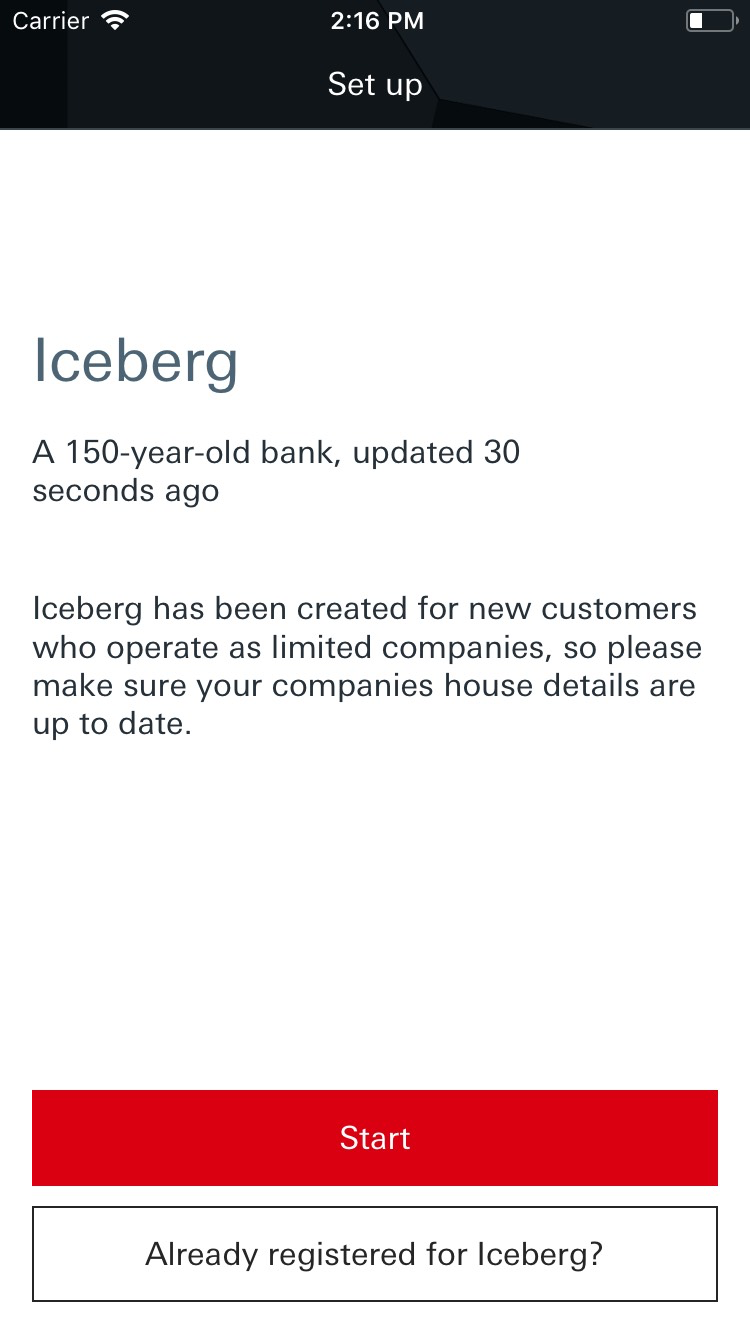 Carrier 2:16 PM
Set up
Iceberg
A 150-year-old bank, updated 30
seconds ago
Iceberg has been created for new customers
who operate as limited companies, so please
make sure your companies house details are
up to date.
Start
Already registered for Iceberg?